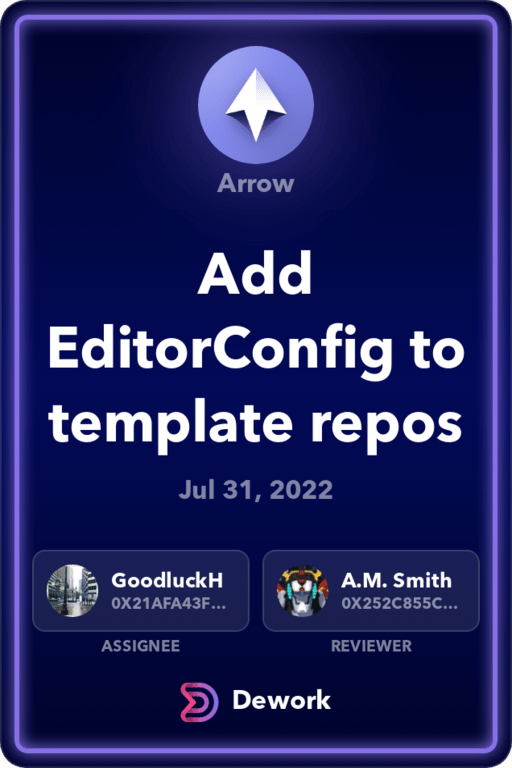 Arrow
Add
EditorConfig to
template repos
Jul 31, 2022
GoodluckH
0X21AFA43F...
ASSIGNEE
A.M. Smith
0X252C855C...
REVIEWER
Dework